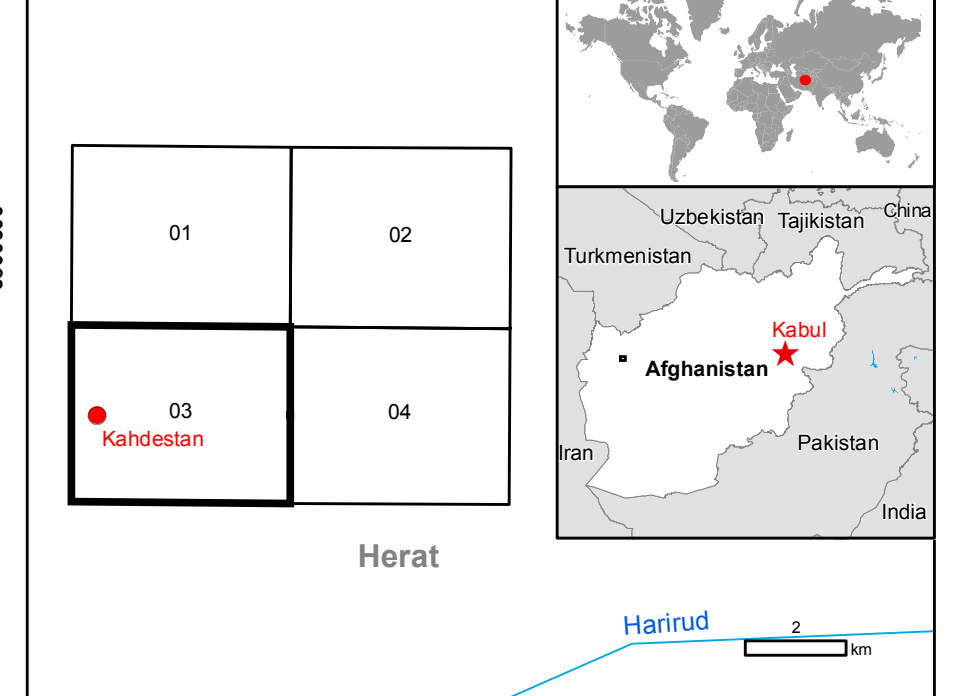 01
02
03
Kahdestan
04
Herat
Harirud
2
km
Uzbekistan
Tajikistan
China
Turkmenistan
Kabul
Afghanistan
Iran
Pakistan
India